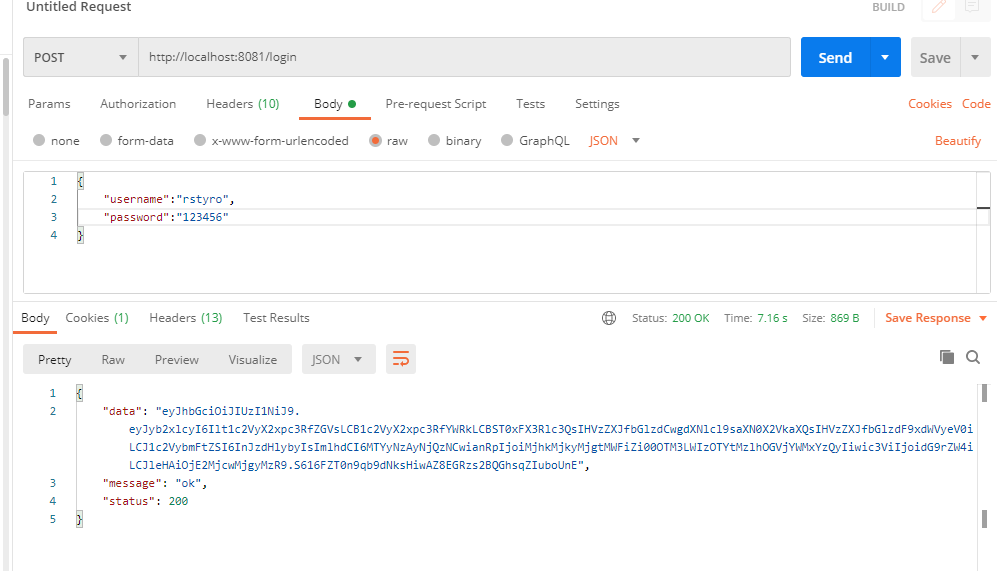 Untitled Request
BUILD
POST
http://localhost:8081/login
Send
Save
Params
Authorization
Headers (10)
Body
Pre-request Script
Tests
Settings
Cookies
Code
none
form-data
x-www-form-urlencoded
raw
binary
GraphQL
JSON
Beautify
1 {
2 "username":"rstyro",
3 "password":"123456"
4 }
Body
Cookies (1)
Headers (13)
Test Results
Status: 200 OK
Time: 7.16 s
Size: 869 B
Save Response
Pretty
Raw
Preview
Visualize
JSON
1 {
2 "data": "eyJhbGciOiJIUzI1NiJ9.
eyJyb2xlcyI6Ilt1c2VyX2xpc3RfZGVsLCB1c2VyX2xpc3RfYWRkLCBST0xFX3Rlc3QsIHVzZXJfbGlzdCwgdXNlcl9saXN0X2VkaXQsIHVzZXJfbGlzdF9xdWVyeV0i
LCJ1c2VybmFtZSI6InJzdHlybyIsImlhdCI6MTYyNzAyNjQzNCwianRpIjoiMjhkMjkyMjgtMWFiZi00OTM3LWIzOTYtMzlhOGVjYWMxYzQyIiwic3ViIjoidG9rZW4i
LCJleHAiOjE2MjcwMjgyMzR9.S616FZT0n9qb9dNksHiwAZ8EGRzs2BQGhsqZIuboUnE",
3 "message": "ok",
4 "status": 200
5 }